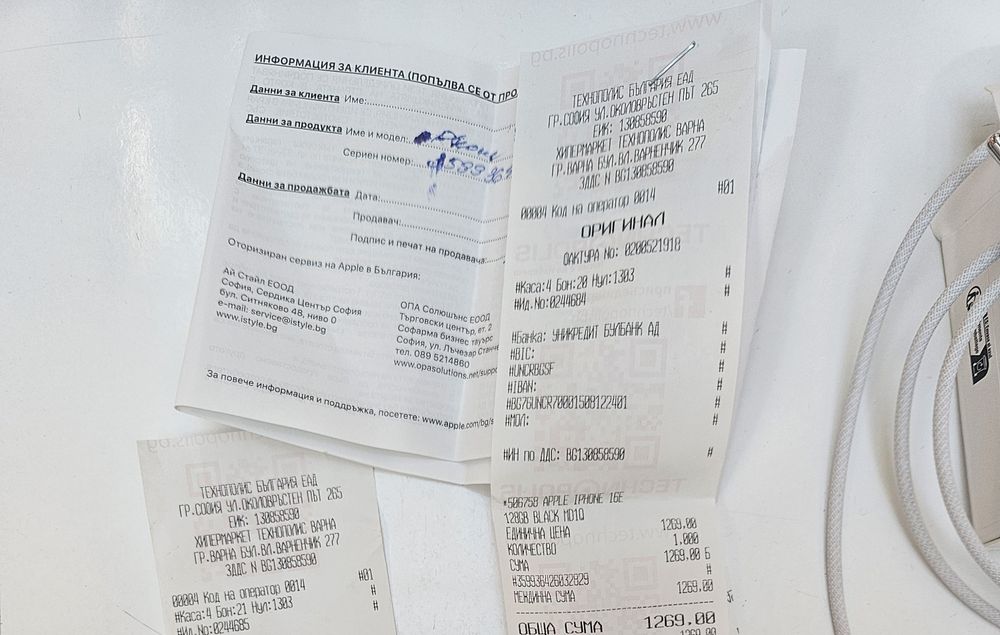 ИНФОРМАЦИЯ ЗА КЛИЕНТА (ПОПЪЛВА СЕ ОТ ПРО
Данни за клиента Име:
Данни за продукта Име и модел:
Сериен номер:
Данни за продажбата Дата:
Продавач:
Подпис и печат на продавача:
Оторизиран сервиз на Apple в България:
Ай Стайл ЕООД
София, Сердика Център София
бул. Ситняково 48, ниво 0
e-mail: service@istyle.bg
www.istyle.bg
ОПА Солюшънс ЕООД
Търговски център, ет. 2
Софарма бизнес тауърс
София, ул. Лъчезар Станче
тел. 089 5214860
www.opasolutions.net/suppo
За повече информация и поддръжка, посетете: www.apple.com/bg/s
ТЕХНОПОЛИС БЪЛГАРИЯ ЕАД
ГР.СОФИЯ УЛ.ОКОЛОВРЪСТЕН ПЪТ 265
ЕИК: 130858590
ХИПЕРМАРКЕТ ТЕХНОПОЛИС ВАРНА
ГР.ВАРНА БУЛ.ВЛ.ВАРНЕНЧИК 277
ЗДДС N BG130858590
00004 Код на оператор 0014 #01
ОРИГИНАЛ
ФАКТУРА No: 0200521918
#Каса:4 Бон:20 Нул:1303 #
#Ид.No:0244684 #
#Банка: УНИКРЕДИТ БУЛБАНК АД #
#BIC: #
#UNCRBGSF #
#IBAN: #
#BG76UNCR70001508122401 #
#МОЛ: #
#ИН по ДДС: BG130858590 #
*506758 APPLE IPHONE 16E
128GB BLACK MD1Q
ЕДИНИЧНА ЦЕНА 1269.00
КОЛИЧЕСТВО 1.000
СУМА 1269.00 Б
#359936426032829 #
МЕЖДИННА СУМА 1269.00
ОБЩА СУМА 1269.00
1269.00
ТЕХНОПОЛИС БЪЛГАРИЯ ЕАД
ГР.СОФИЯ УЛ.ОКОЛОВРЪСТЕН ПЪТ 265
ЕИК: 130858590
ХИПЕРМАРКЕТ ТЕХНОПОЛИС ВАРНА
ГР.ВАРНА БУЛ.ВЛ.ВАРНЕНЧИК 277
ЗДДС N BG130858590
00004 Код на оператор 0014 #01
#Каса:4 Бон:21 Нул:1303 #
#Ид.No:0244685 #